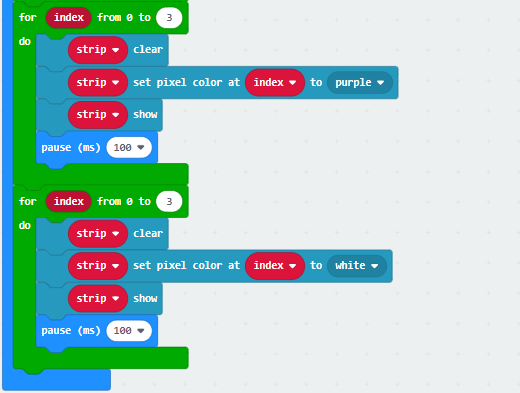 for index from 0 to 3
do
strip clear
strip set pixel color at index to purple
strip show
pause (ms) 100
for index from 0 to 3
do
strip clear
strip set pixel color at index to white
strip show
pause (ms) 100